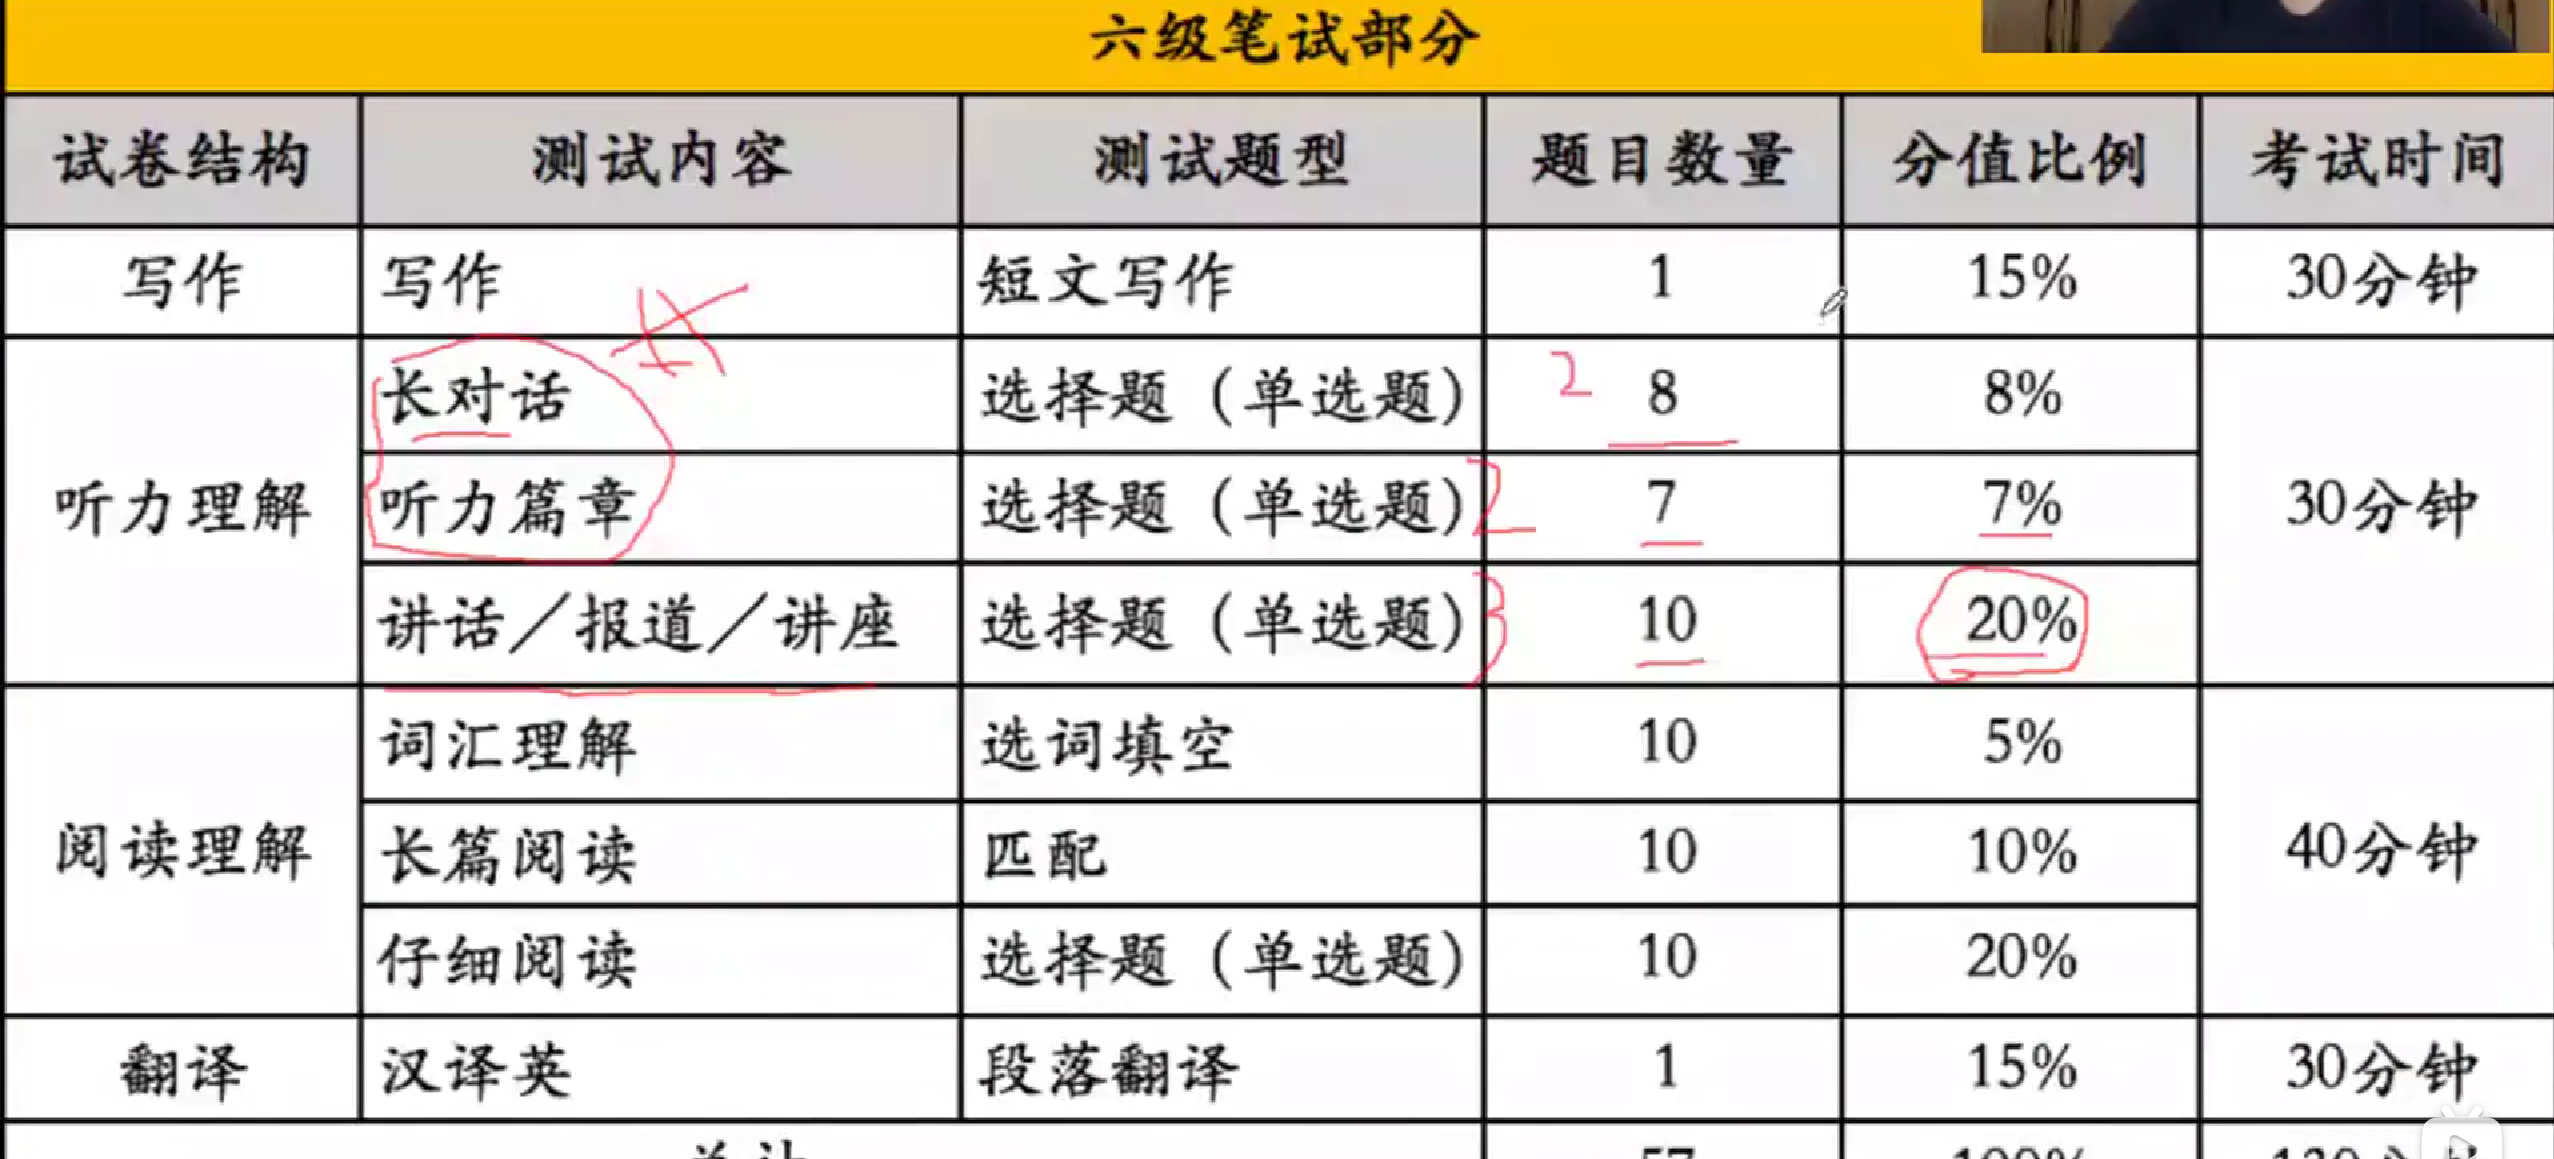 六级笔试部分
试卷结构 测试内容 测试题型 题目数量 分值比例 考试时间
写作 写作 短文写作 1 15% 30分钟
听力理解 长对话 选择题（单选题） 2 8 8% 30分钟
听力篇章 选择题（单选题） 2 7 7%
讲话／报道／讲座 选择题（单选题） 3 10 20%
阅读理解 词汇理解 选词填空 10 5% 40分钟
长篇阅读 匹配 10 10%
仔细阅读 选择题（单选题） 10 20%
翻译 汉译英 段落翻译 1 15% 30分钟